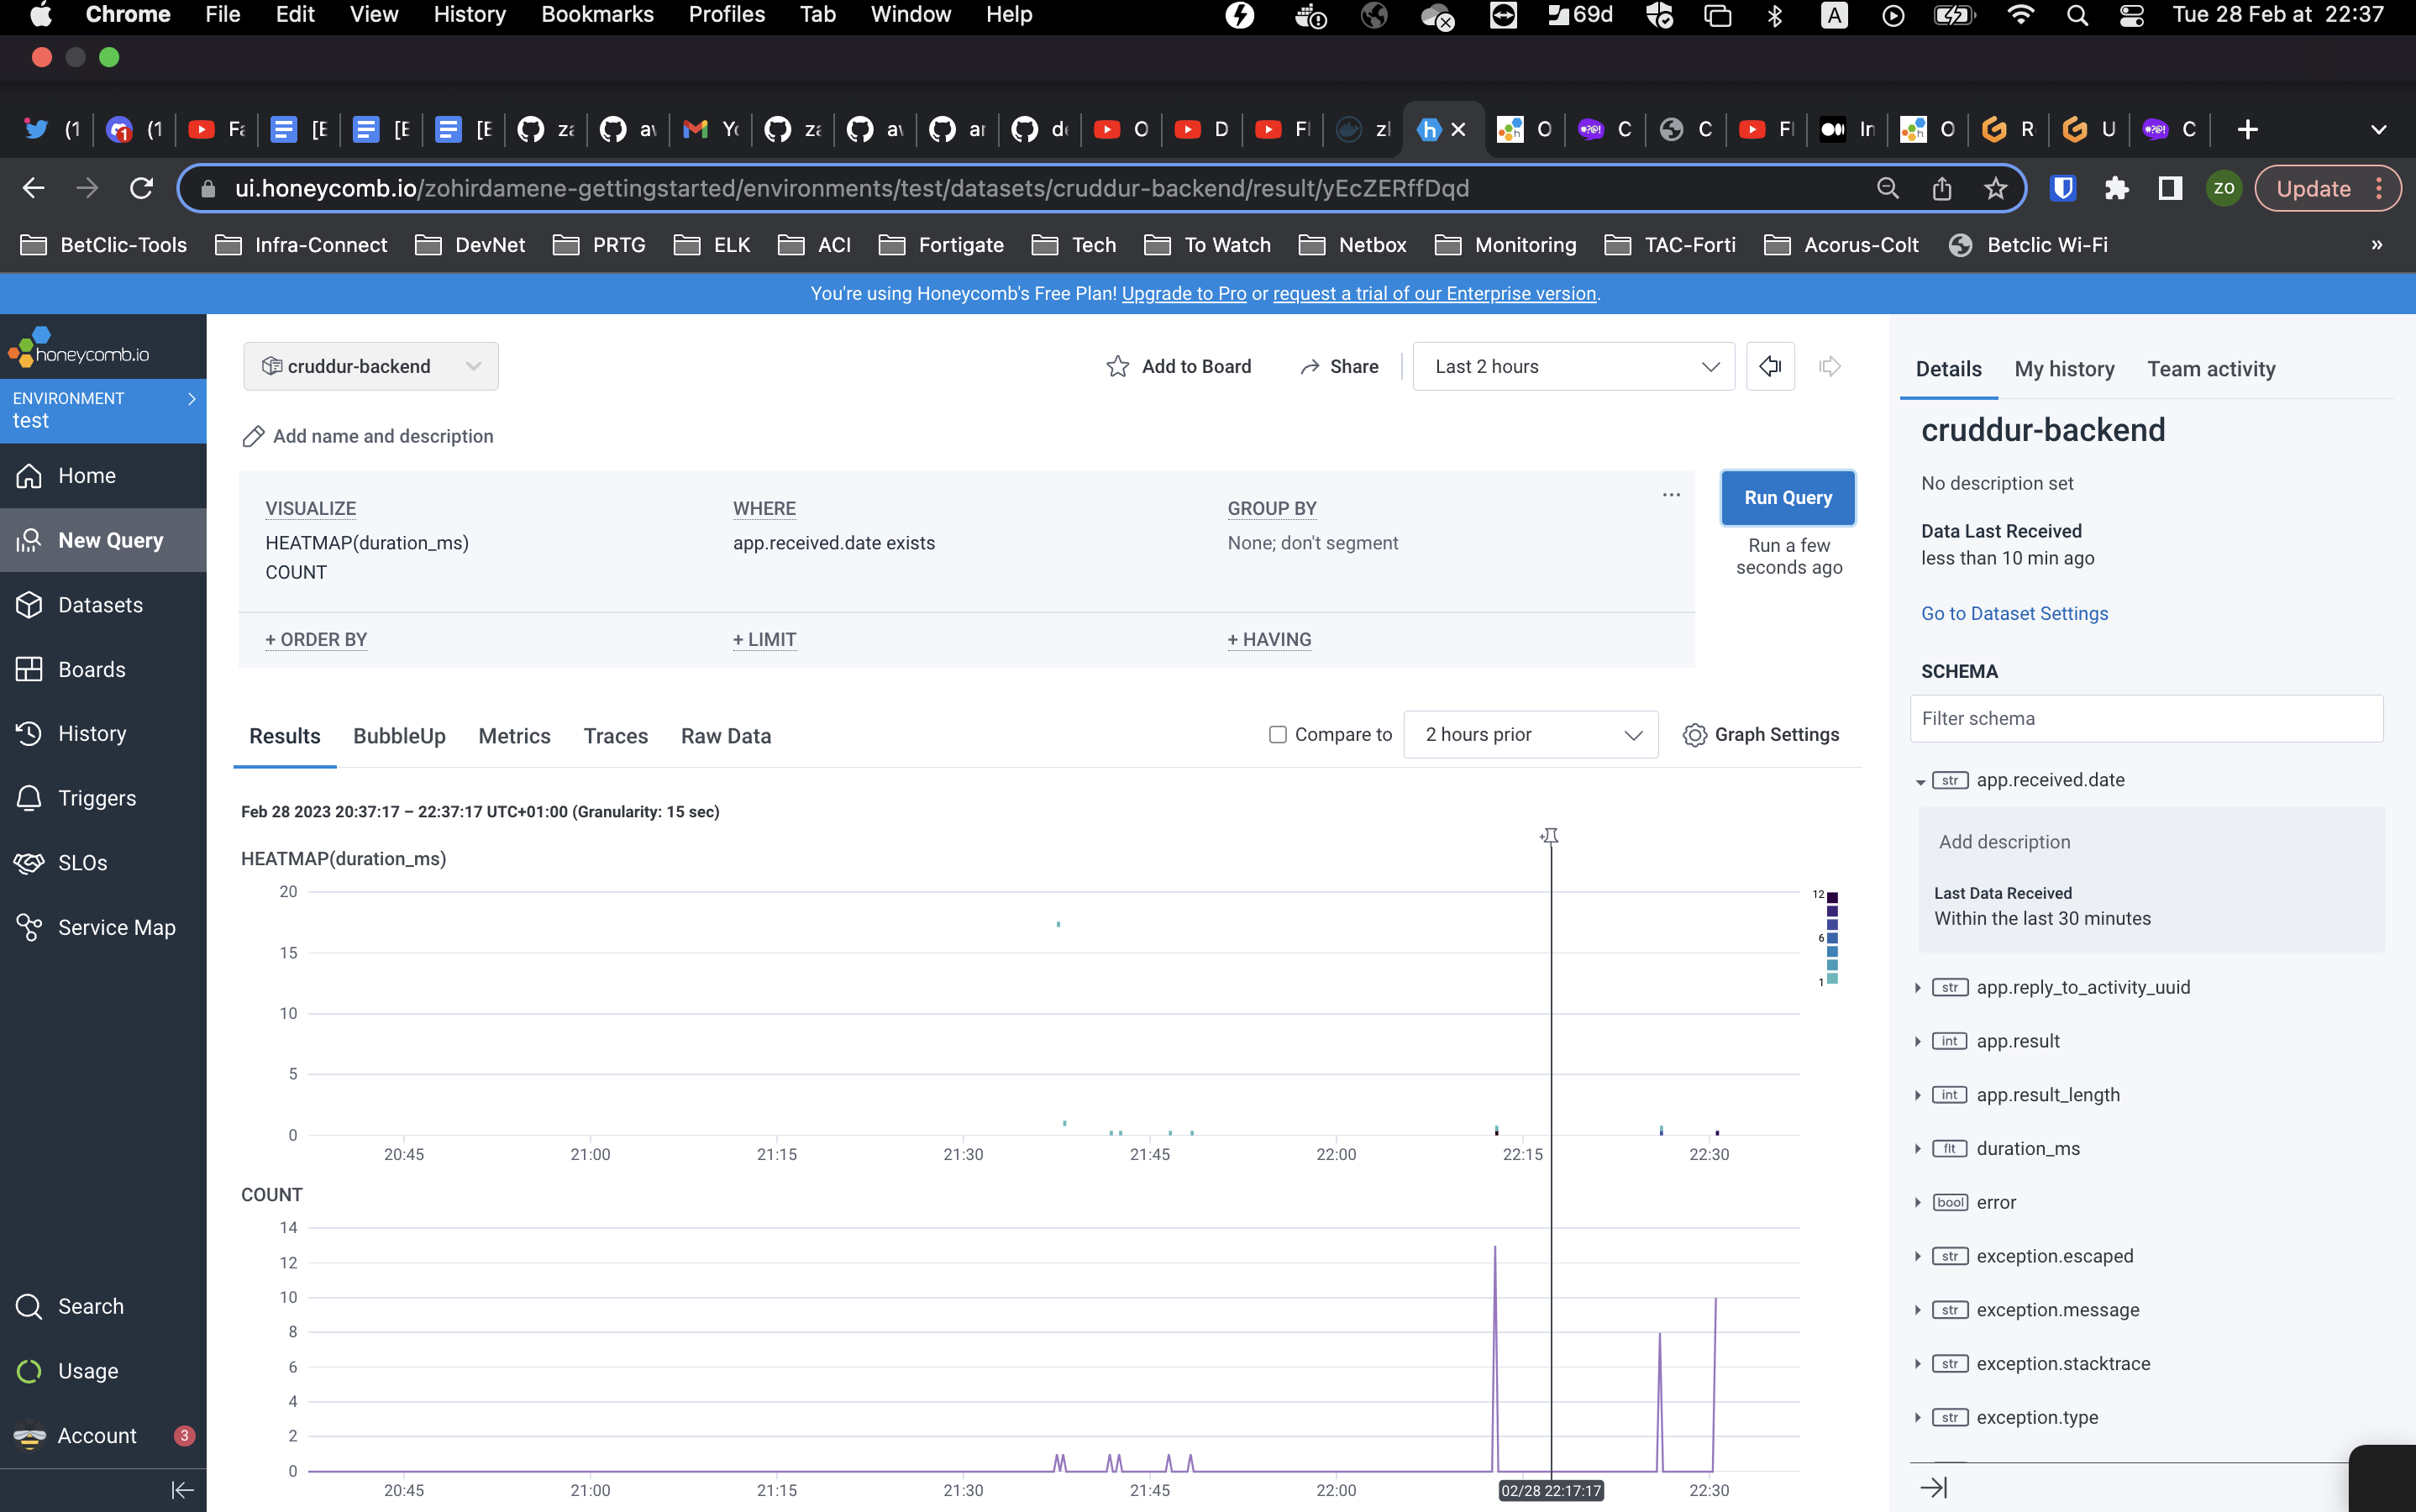 Chrome File Edit View History Bookmarks Profiles Tab Window Help 69d A Tue 28 Feb at 22:37
(1 (1 Fa [E [E [E za a Y za a ar de O D Fl zl h O C C Fl In O R U C
ui.honeycomb.io/zohirdamene-gettingstarted/environments/test/datasets/cruddur-backend/result/yEcZERffDqd ZO Update
BetClic-Tools Infra-Connect DevNet PRTG ELK ACI Fortigate Tech To Watch Netbox Monitoring TAC-Forti Acorus-Colt Betclic Wi-Fi »
You're using Honeycomb's Free Plan! Upgrade to Pro or request a trial of our Enterprise version.
honeycomb.io
ENVIRONMENT
test
Home
New Query
Datasets
Boards
History
Triggers
SLOs
Service Map
Search
Usage
Account 3
cruddur-backend
Add to Board Share Last 2 hours
Add name and description
VISUALIZE WHERE GROUP BY
HEATMAP(duration_ms) app.received.date exists None; don't segment
COUNT
+ ORDER BY + LIMIT + HAVING
Run Query
Run a few
seconds ago
Results BubbleUp Metrics Traces Raw Data
Compare to 2 hours prior Graph Settings
Feb 28 2023 20:37:17 – 22:37:17 UTC+01:00 (Granularity: 15 sec)
HEATMAP(duration_ms)
20
15
10
5
0
20:45 21:00 21:15 21:30 21:45 22:00 22:15 22:30
12
6
1
COUNT
14
12
10
8
6
4
2
0
20:45 21:00 21:15 21:30 21:45 22:00 02/28 22:17:17 22:30
Details My history Team activity
cruddur-backend
No description set
Data Last Received
less than 10 min ago
Go to Dataset Settings
SCHEMA
Filter schema
str app.received.date
Add description
Last Data Received
Within the last 30 minutes
str app.reply_to_activity_uuid
int app.result
int app.result_length
flt duration_ms
bool error
str exception.escaped
str exception.message
str exception.stacktrace
str exception.type